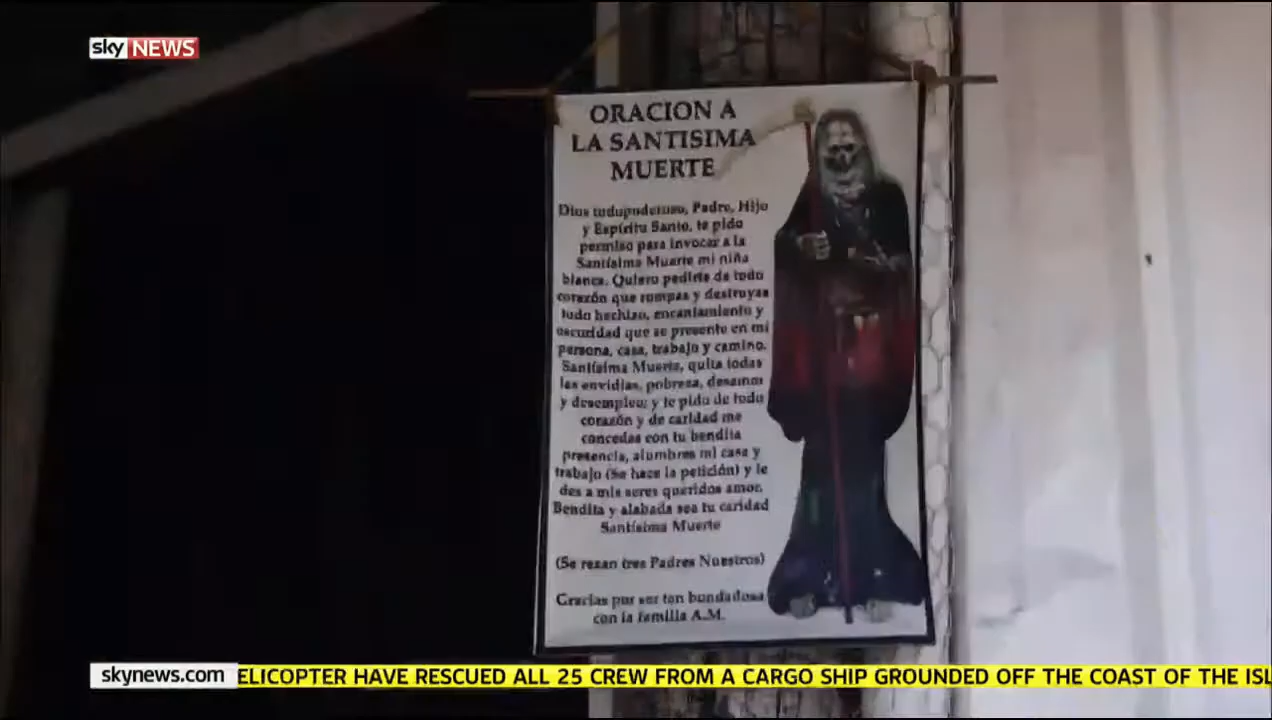 sky NEWS
ORACION A
LA SANTISIMA
MUERTE
Dios todopoderoso, Padre, Hijo
y Espíritu Santo, te pido
permiso para invocar a la
Santísima Muerte mi niña
blanca. Quiero pedirte de todo
corazón que rompas y destruyas
todo hechizo, encantamiento y
oscuridad que se presente en mi
persona, casa, trabajo y camino.
Santísima Muerte, quita todas
las envidias, pobreza, desamor
y desempleo; y te pido de todo
corazón y de caridad me
concedas con tu bendita
presencia, alumbres mi casa y
trabajo (Se hace la petición) y le
des a mis seres queridos amor.
Bendita y alabada sea tu caridad
Santísima Muerte
(Se rezan tres Padres Nuestros)
Gracias por ser tan bondadosa
con la familia A.M.
skynews.com ELICOPTER HAVE RESCUED ALL 25 CREW FROM A CARGO SHIP GROUNDED OFF THE COAST OF THE ISL